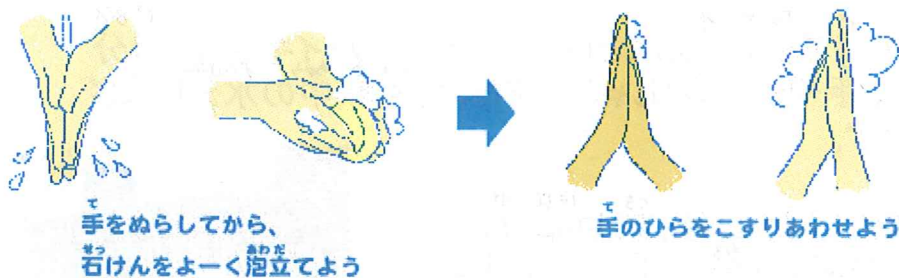 手をぬらしてから、
石けんをよーく泡立てよう
手のひらをこすりあわせよう